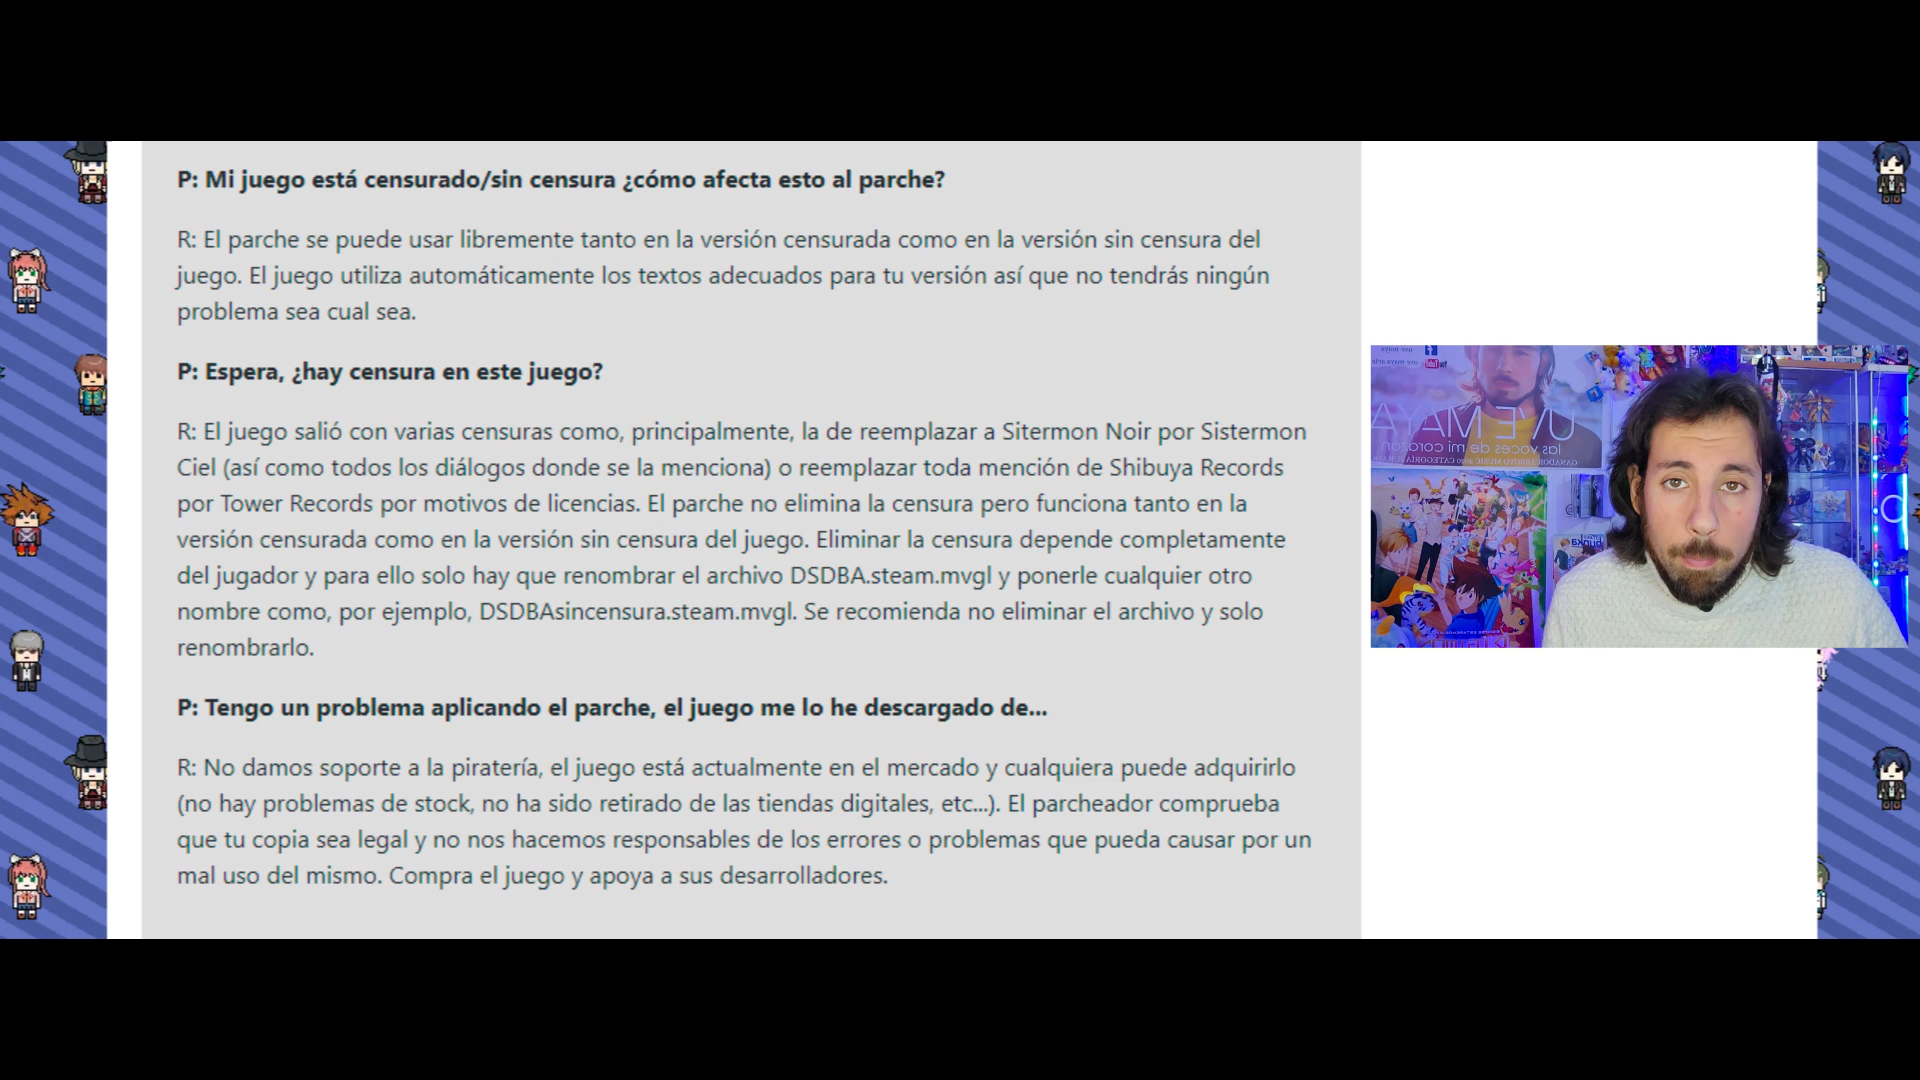 P: Mi juego está censurado/sin censura ¿cómo afecta esto al parche?
R: El parche se puede usar libremente tanto en la versión censurada como en la versión sin censura del
juego. El juego utiliza automáticamente los textos adecuados para tu versión así que no tendrás ningún
problema sea cual sea.
P: Espera, ¿hay censura en este juego?
R: El juego salió con varias censuras como, principalmente, la de reemplazar a Sitermon Noir por Sistermon
Ciel (así como todos los diálogos donde se la menciona) o reemplazar toda mención de Shibuya Records
por Tower Records por motivos de licencias. El parche no elimina la censura pero funciona tanto en la
versión censurada como en la versión sin censura del juego. Eliminar la censura depende completamente
del jugador y para ello solo hay que renombrar el archivo DSDBA.steam.mvgl y ponerle cualquier otro
nombre como, por ejemplo, DSDBAsincensura.steam.mvgl. Se recomienda no eliminar el archivo y solo
renombrarlo.
P: Tengo un problema aplicando el parche, el juego me lo he descargado de...
R: No damos soporte a la piratería, el juego está actualmente en el mercado y cualquiera puede adquirirlo
(no hay problemas de stock, no ha sido retirado de las tiendas digitales, etc...). El parcheador comprueba
que tu copia sea legal y no nos hacemos responsables de los errores o problemas que pueda causar por un
mal uso del mismo. Compra el juego y apoya a sus desarrolladores.
UVE MAYA
las voces de mi corazón